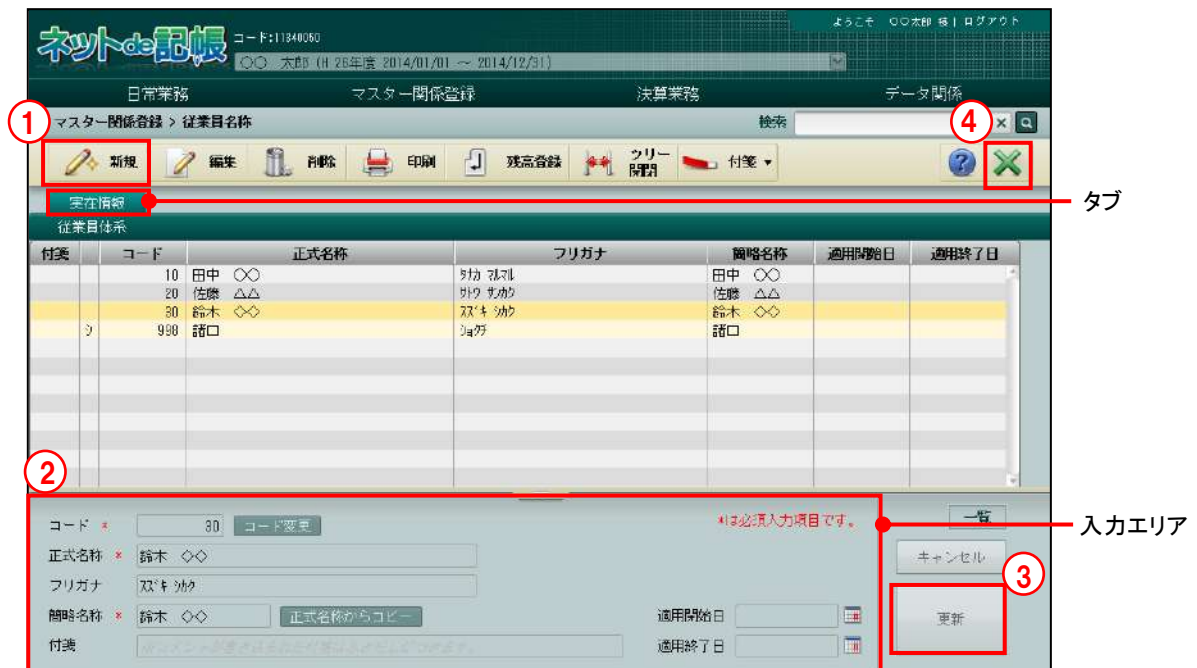 ようこそ 〇〇太郎 様 | ログアウト
ネットde記帳
コード:11340050
〇〇 太郎 (H 26年度 2014/01/01 ～ 2014/12/31)
日常業務 マスター関係登録 決算業務 データ関係
① ④
マスター関係登録 > 従業員名称 検索
新規 編集 削除 印刷 残高登録 ツリー開閉 付箋
実在情報 タブ
従業員体系
付箋 コード 正式名称 フリガナ 簡略名称 適用開始日 適用終了日
10 田中 〇〇 ﾀﾅｶ ﾏﾙﾏﾙ 田中 〇〇
20 佐藤 △△ ｻﾄｳ ｻﾝｶｸ 佐藤 △△
30 鈴木 ◇◇ ｽｽﾞｷ ｼｶｸ 鈴木 ◇◇
ｼ 998 諸口 ｼｮｸﾁ 諸口
②
コード * 30 コード変更 *は必須入力項目です。 一覧 入力エリア
正式名称 * 鈴木 ◇◇ キャンセル
フリガナ ｽｽﾞｷ ｼｶｸ ③
簡略名称 * 鈴木 ◇◇ 正式名称からコピー 適用開始日 更新
付箋 適用終了日